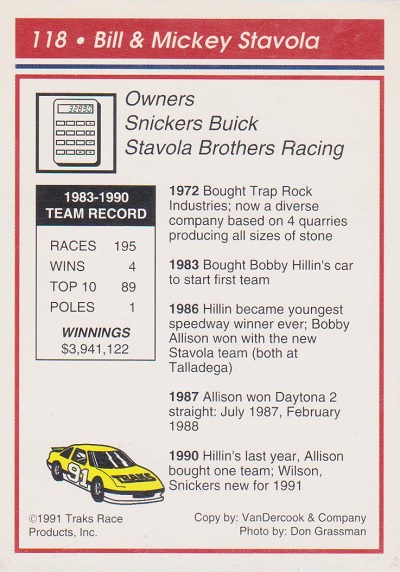 118 • Bill & Mickey Stavola
Owners
Snickers Buick
Stavola Brothers Racing
1983-1990
TEAM RECORD
RACES 195
WINS 4
TOP 10 89
POLES 1
WINNINGS
$3,941,122
1972 Bought Trap Rock
Industries; now a diverse
company based on 4 quarries
producing all sizes of stone
1983 Bought Bobby Hillin's car
to start first team
1986 Hillin became youngest
speedway winner ever; Bobby
Allison won with the new
Stavola team (both at
Talladega)
1987 Allison won Daytona 2
straight: July 1987, February
1988
1990 Hillin's last year, Allison
bought one team; Wilson,
Snickers new for 1991
91
TRAKS
©1991 Traks Race
Products, Inc.
Copy by: VanDercook & Company
Photo by: Don Grassman